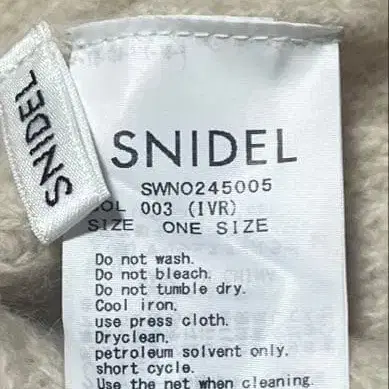 SNIDEL
SNIDEL
SWNO245005
OL 003 (IVR)
SIZE ONE SIZE
Do not wash.
Do not bleach.
Do not tumble dry.
Cool iron.
use press cloth.
Dryclean.
petroleum solvent only.
short cycle.
Use the net when cleaning